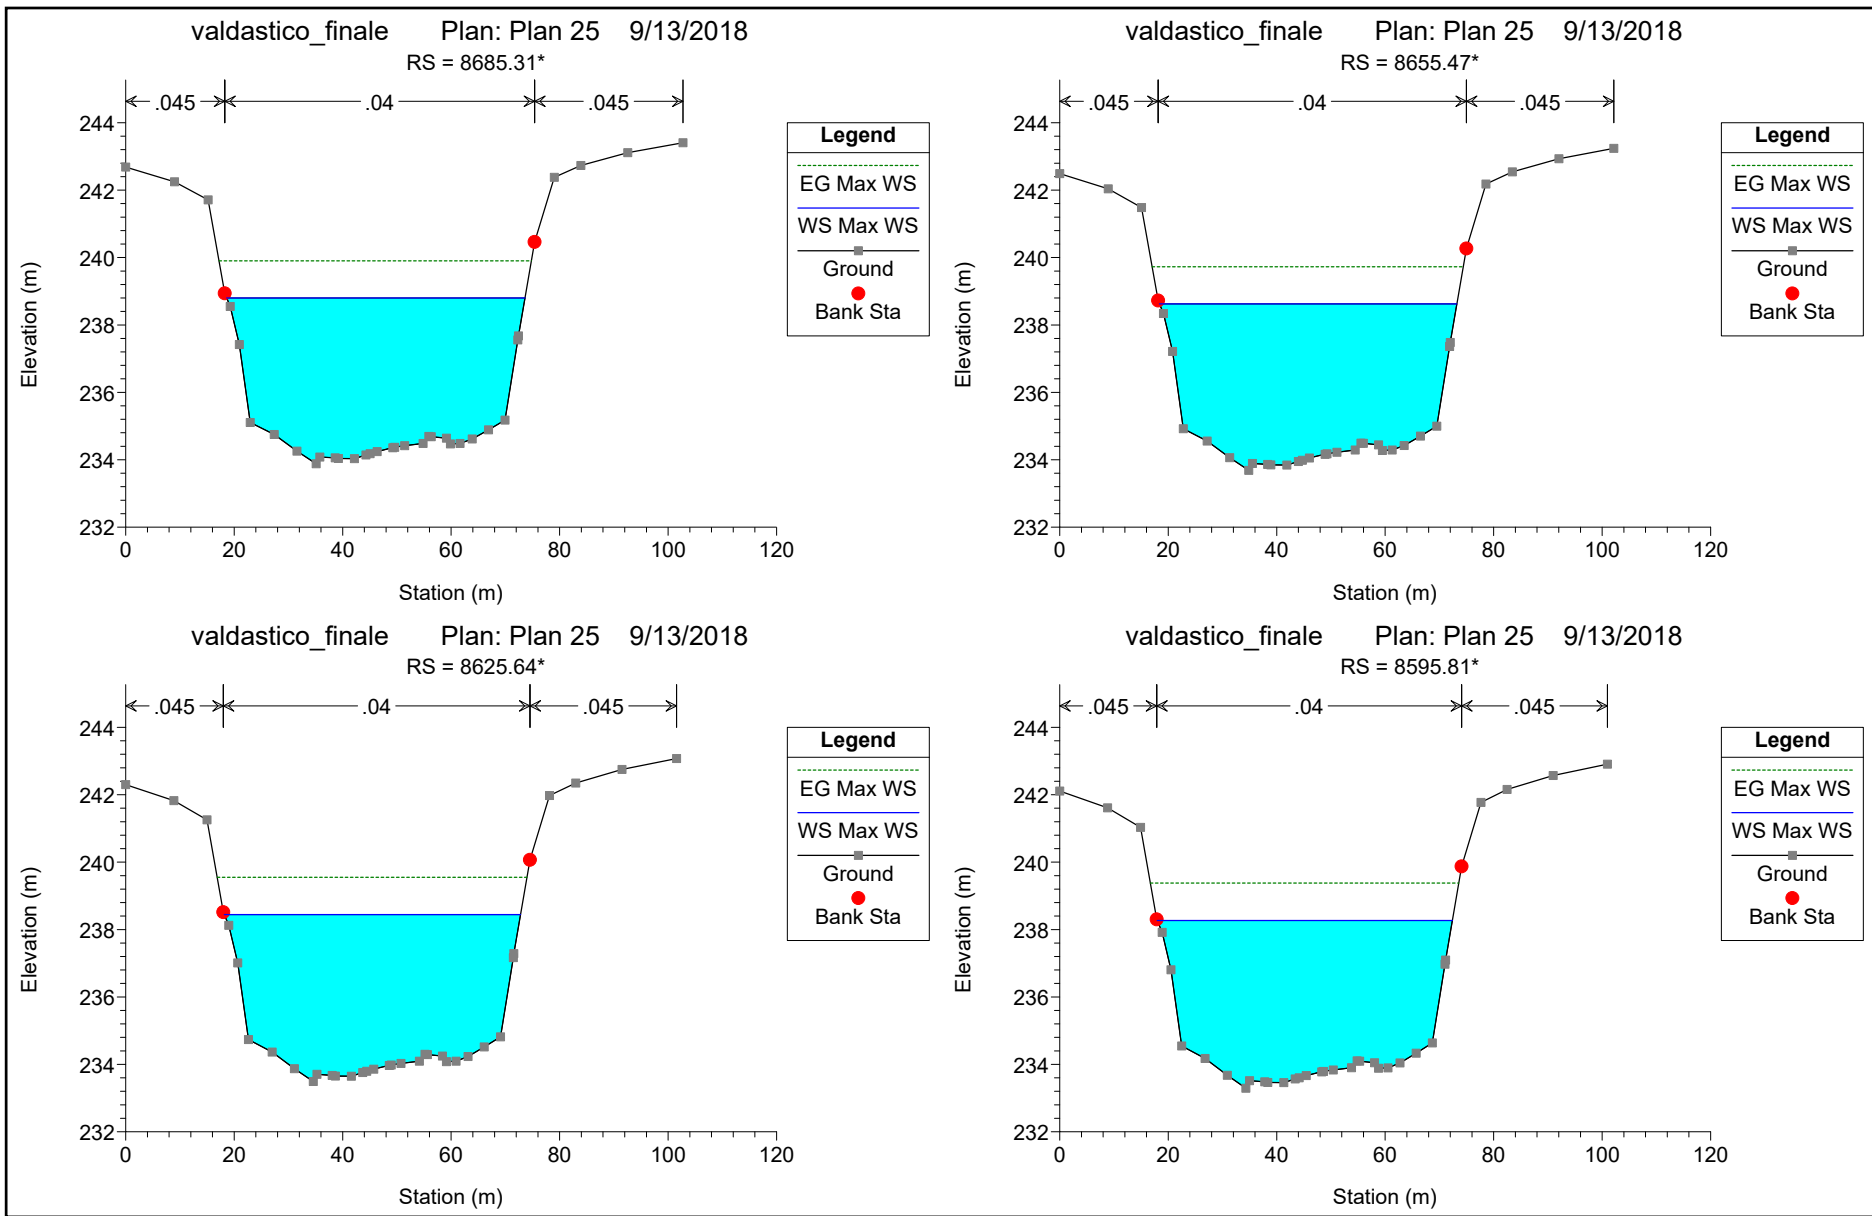 valdastico_finale Plan: Plan 25 9/13/2018
RS = 8685.31*
.045 .04 .045
244
242
240
238
236
234
232
0 20 40 60 80 100 120
Elevation (m)
Station (m)
Legend
EG Max WS
WS Max WS
Ground
Bank Sta
valdastico_finale Plan: Plan 25 9/13/2018
RS = 8655.47*
.045 .04 .045
244
242
240
238
236
234
232
0 20 40 60 80 100 120
Elevation (m)
Station (m)
Legend
EG Max WS
WS Max WS
Ground
Bank Sta
valdastico_finale Plan: Plan 25 9/13/2018
RS = 8625.64*
.045 .04 .045
244
242
240
238
236
234
232
0 20 40 60 80 100 120
Elevation (m)
Station (m)
Legend
EG Max WS
WS Max WS
Ground
Bank Sta
valdastico_finale Plan: Plan 25 9/13/2018
RS = 8595.81*
.045 .04 .045
244
242
240
238
236
234
232
0 20 40 60 80 100 120
Elevation (m)
Station (m)
Legend
EG Max WS
WS Max WS
Ground
Bank Sta